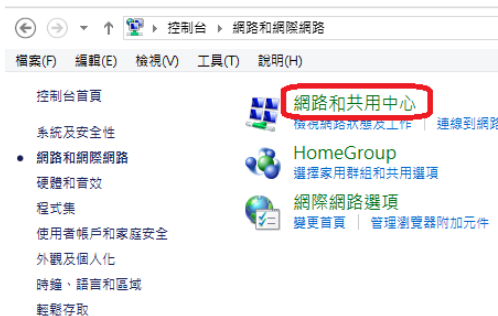 控制台 網路和網際網路
檔案(F) 編輯(E) 檢視(V) 工具(T) 說明(H)
控制台首頁
系統及安全性
網路和網際網路
硬體和音效
程式集
使用者帳戶和家庭安全
外觀及個人化
時鐘、語言和區域
輕鬆存取
網路和共用中心
檢視網路狀態及工作 連線到網路
HomeGroup
選擇家用群組和共用選項
網際網路選項
變更首頁 管理瀏覽器附加元件